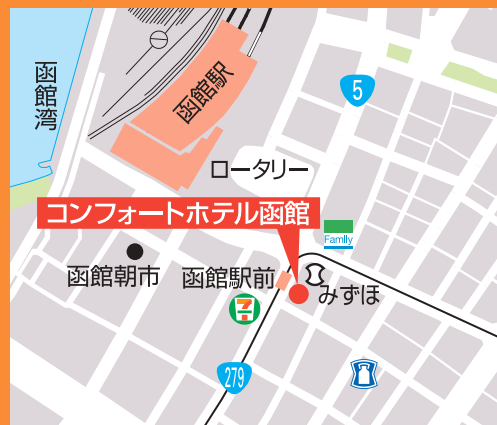 函館湾
函館駅
5
ロータリー
コンフォートホテル函館
Family
函館朝市
函館駅前
みずほ
7
279